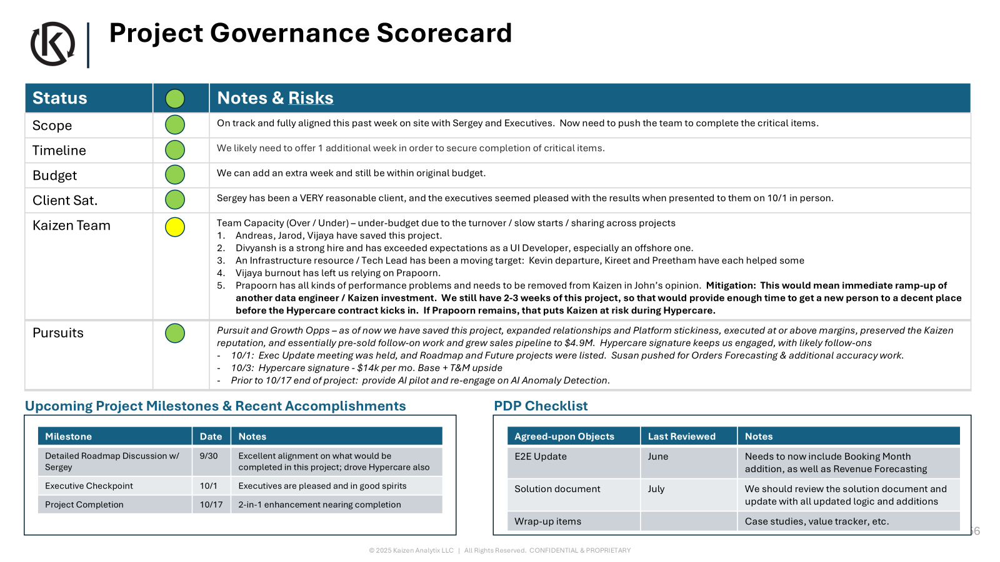 K
Project Governance Scorecard
Status
Notes & Risks
Scope
On track and fully aligned this past week on site with Sergey and Executives.  Now need to push the team to complete the critical items.
Timeline
We likely need to offer 1 additional week in order to secure completion of critical items.
Budget
We can add an extra week and still be within original budget.
Client Sat.
Sergey has been a VERY reasonable client, and the executives seemed pleased with the results when presented to them on 10/1 in person.
Kaizen Team
Team Capacity (Over / Under) – under-budget due to the turnover / slow starts / sharing across projects
1. Andreas, Jarod, Vijaya have saved this project.
2. Divyansh is a strong hire and has exceeded expectations as a UI Developer, especially an offshore one.
3. An Infrastructure resource / Tech Lead has been a moving target:  Kevin departure, Kireet and Preetham have each helped some
4. Vijaya burnout has left us relying on Prapoorn.
5. Prapoorn has all kinds of performance problems and needs to be removed from Kaizen in John's opinion.  Mitigation:  This would mean immediate ramp-up of
another data engineer / Kaizen investment.  We still have 2-3 weeks of this project, so that would provide enough time to get a new person to a decent place
before the Hypercare contract kicks in.  If Prapoorn remains, that puts Kaizen at risk during Hypercare.
Pursuits
Pursuit and Growth Opps – as of now we have saved this project, expanded relationships and Platform stickiness, executed at or above margins, preserved the Kaizen
reputation, and essentially pre-sold follow-on work and grew sales pipeline to $4.9M.  Hypercare signature keeps us engaged, with likely follow-ons
- 10/1:  Exec Update meeting was held, and Roadmap and Future projects were listed.  Susan pushed for Orders Forecasting & additional accuracy work.
- 10/3:  Hypercare signature - $14k per mo. Base + T&M upside
- Prior to 10/17 end of project:  provide AI pilot and re-engage on AI Anomaly Detection.
Upcoming Project Milestones & Recent Accomplishments
Milestone Date Notes
Detailed Roadmap Discussion w/ 9/30 Excellent alignment on what would be
Sergey completed in this project; drove Hypercare also
Executive Checkpoint 10/1 Executives are pleased and in good spirits
Project Completion 10/17 2-in-1 enhancement nearing completion
PDP Checklist
Agreed-upon Objects Last Reviewed Notes
E2E Update June Needs to now include Booking Month
addition, as well as Revenue Forecasting
Solution document July We should review the solution document and
update with all updated logic and additions
Wrap-up items Case studies, value tracker, etc.
© 2025 Kaizen Analytix LLC | All Rights Reserved. CONFIDENTIAL & PROPRIETARY